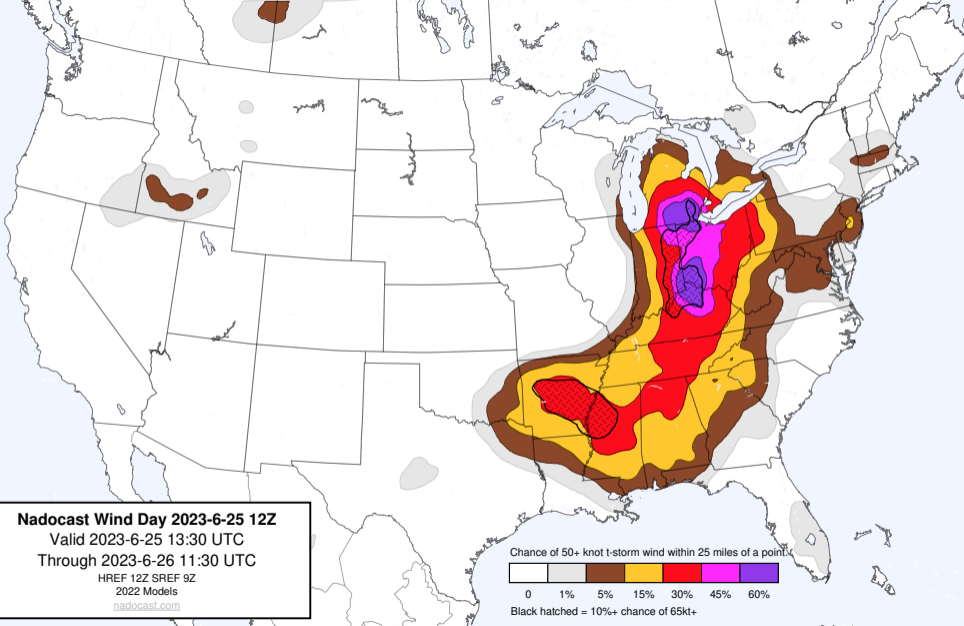 Nadocast Wind Day 2023-6-25 12Z
Valid 2023-6-25 13:30 UTC
Through 2023-6-26 11:30 UTC
HREF 12Z SREF 9Z
2022 Models
nadocast.com
Chance of 50+ knot t-storm wind within 25 miles of a point.
0 1% 5% 15% 30% 45% 60%
Black hatched = 10%+ chance of 65kt+